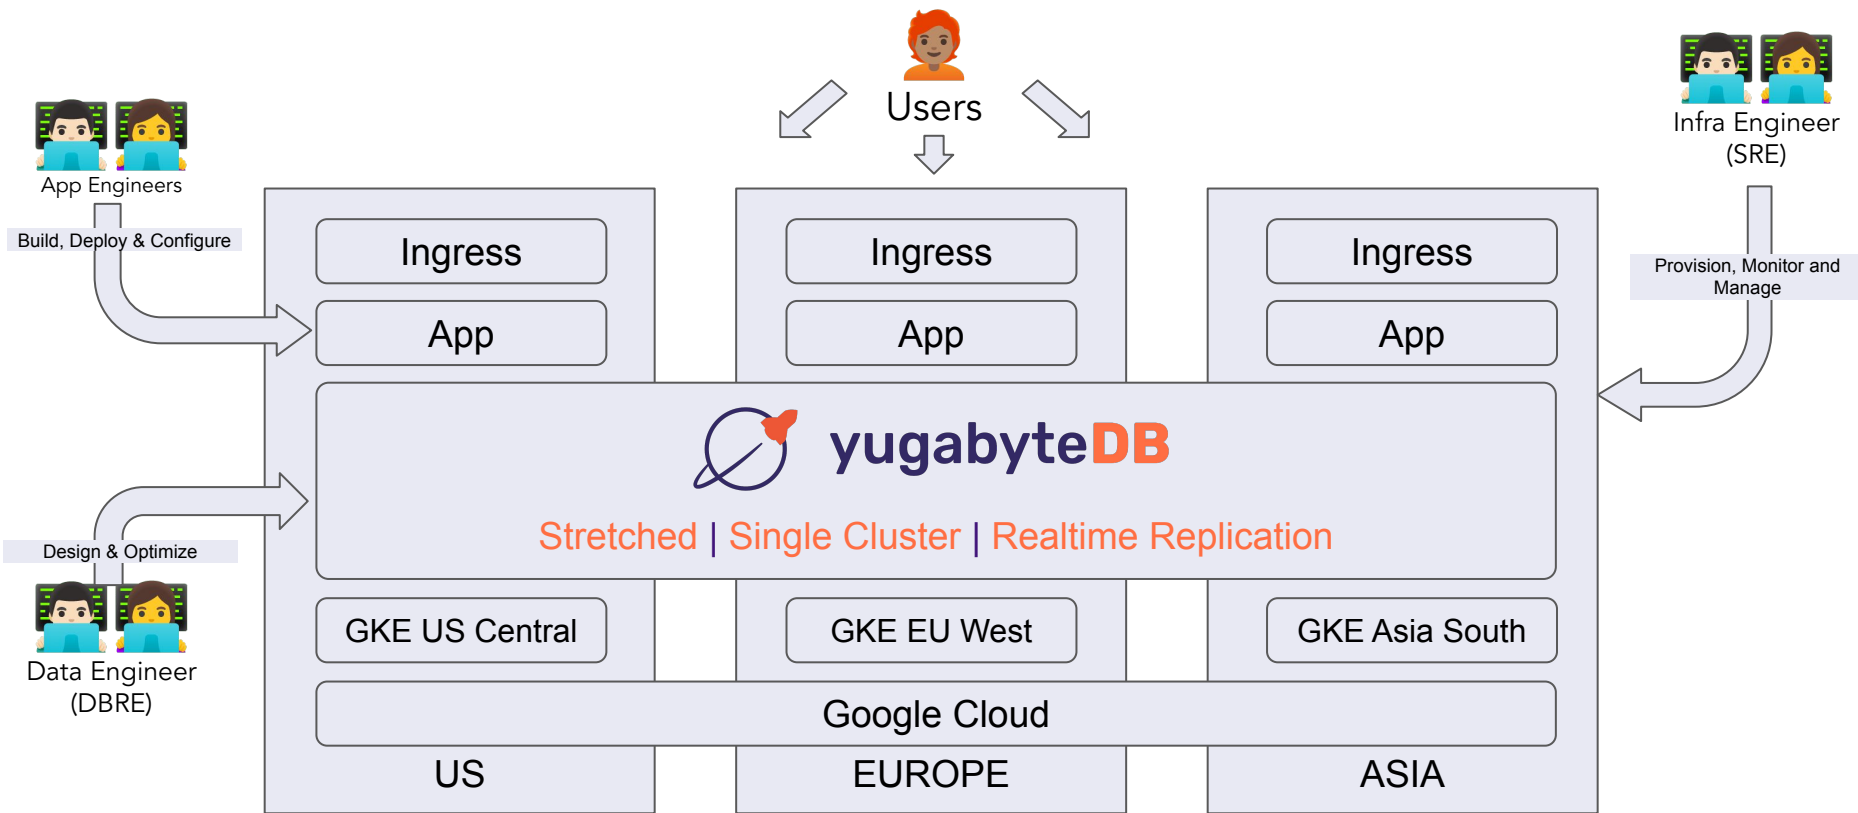 Users
Infra Engineer
(SRE)
App Engineers
Build, Deploy & Configure
Provision, Monitor and
Manage
Ingress
Ingress
Ingress
App
App
App
yugabyteDB
Stretched | Single Cluster | Realtime Replication
Design & Optimize
Data Engineer
(DBRE)
GKE US Central
GKE EU West
GKE Asia South
Google Cloud
US
EUROPE
ASIA